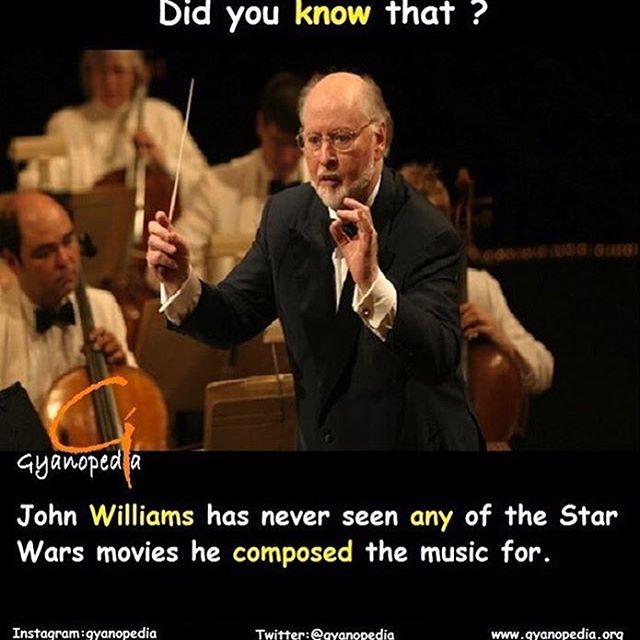 Did you know that ?
Gyanopedia
John Williams has never seen any of the Star
Wars movies he composed the music for.
Instagram:gyanopedia Twitter:@gyanopedia www.gyanopedia.org